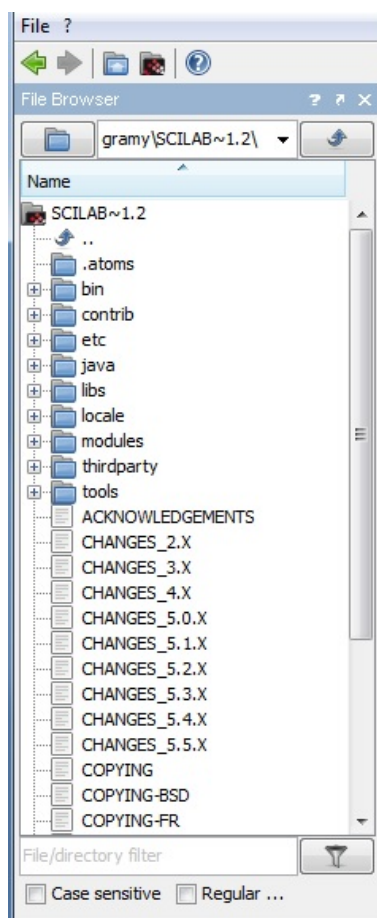 File ?
File Browser
gramy\SCILAB~1.2\
Name
SCILAB~1.2
..
.atoms
bin
contrib
etc
java
libs
locale
modules
thirdparty
tools
ACKNOWLEDGEMENTS
CHANGES_2.X
CHANGES_3.X
CHANGES_4.X
CHANGES_5.0.X
CHANGES_5.1.X
CHANGES_5.2.X
CHANGES_5.3.X
CHANGES_5.4.X
CHANGES_5.5.X
COPYING
COPYING-BSD
COPYING-FR
File/directory filter
Case sensitive Regular ...